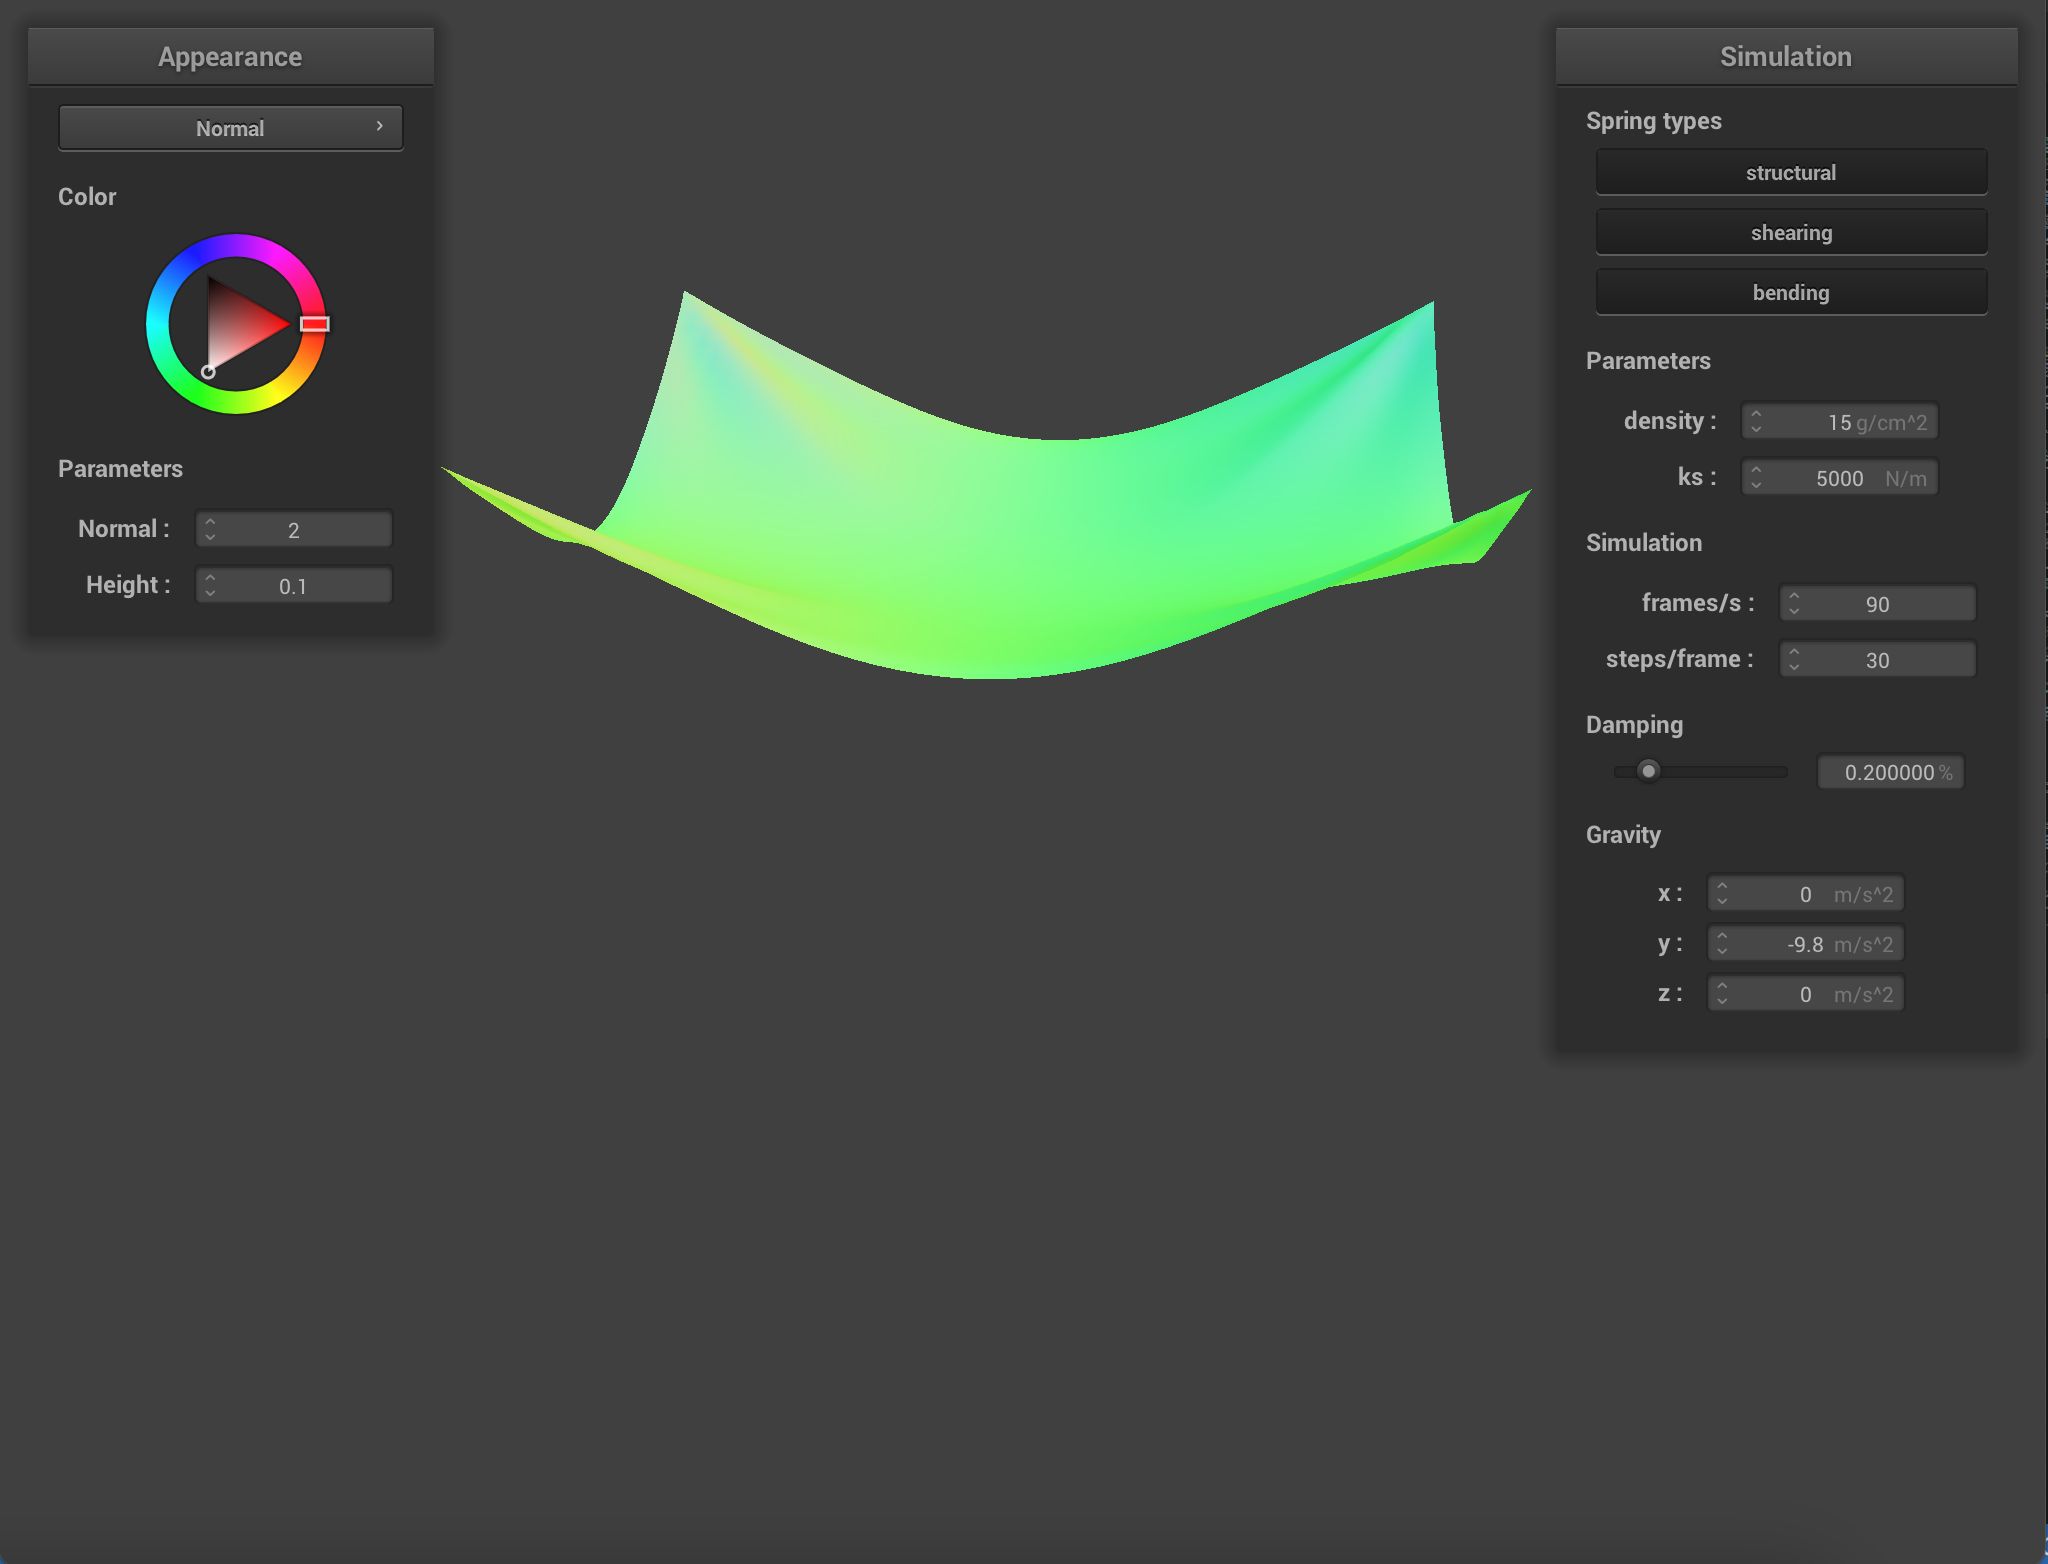 Appearance
Normal
Color
Parameters
Normal : 2
Height : 0.1
Simulation
Spring types
structural
shearing
bending
Parameters
density : 15 g/cm^2
ks : 5000 N/m
Simulation
frames/s : 90
steps/frame : 30
Damping
0.200000 %
Gravity
x : 0 m/s^2
y : -9.8 m/s^2
z : 0 m/s^2